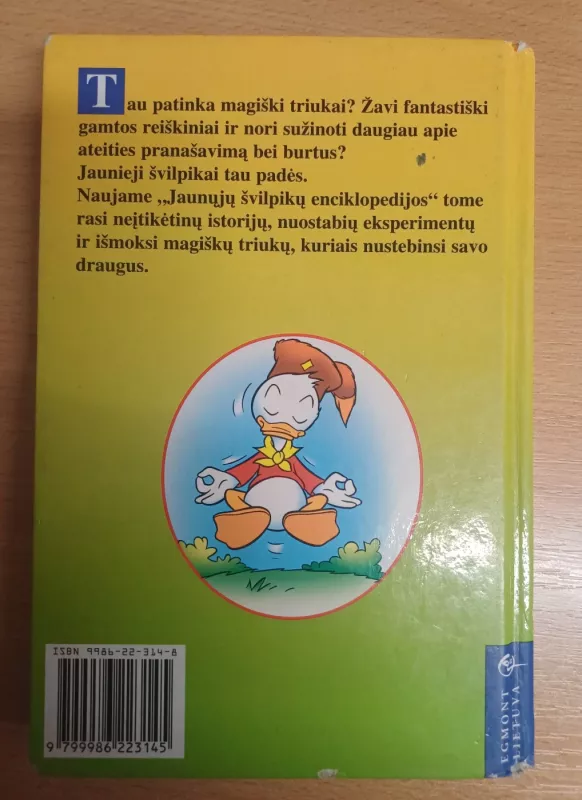 Tau patinka magiški triukai? Žavi fantastiški
gamtos reiškiniai ir nori sužinoti daugiau apie
ateities pranašavimą bei burtus?
Jaunieji švilpikai tau padės.
Naujame „Jaunųjų švilpikų enciklopedijos“ tome
rasi neįtikėtinų istorijų, nuostabių eksperimentų
ir išmoksi magiškų triukų, kuriais nustebinsi savo
draugus.
ISBN 9986-22-314-8
9 799986 223145
EGMONT
LIETUVA